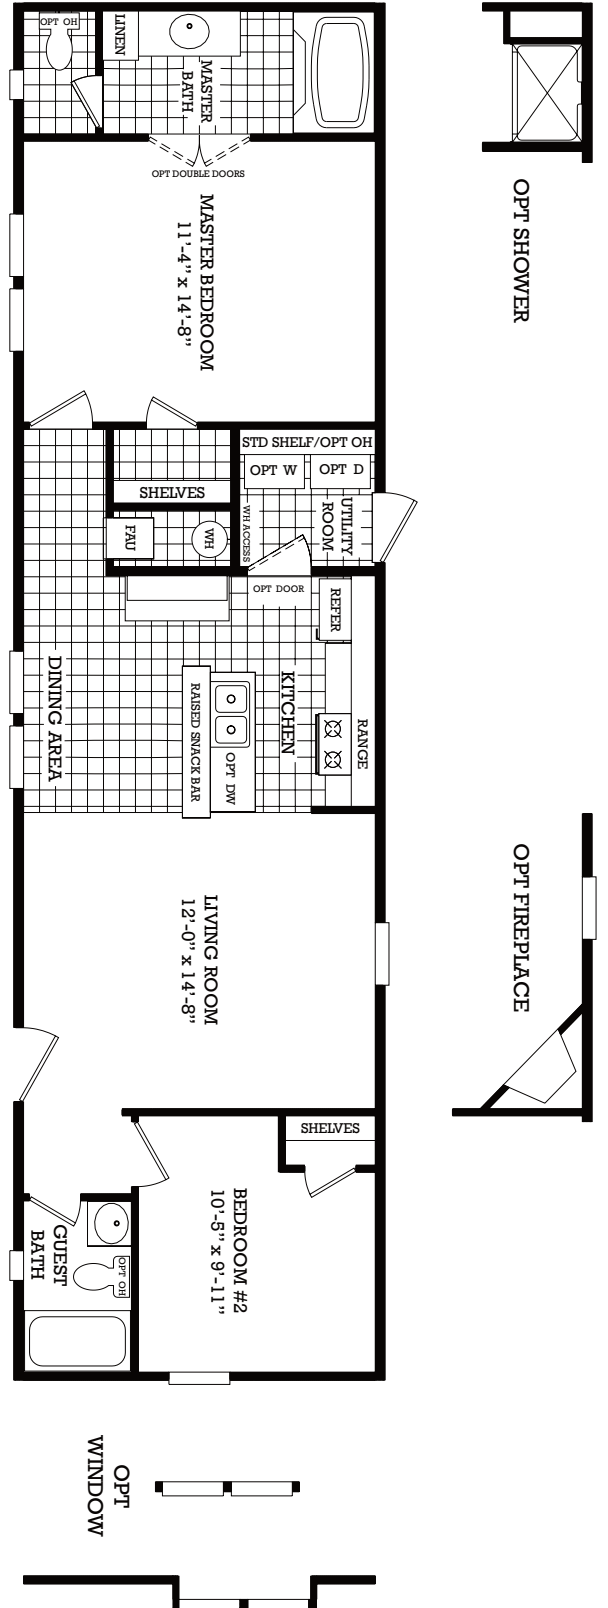 OPT OH
LINEN
MASTER
BATH
OPT DOUBLE DOORS
MASTER BEDROOM
11'-4" x 14'-8"
OPT SHOWER
STD SHELF/OPT OH
OPT W
OPT D
SHELVES
FAU
WH
WH ACCESS
UTILITY
ROOM
OPT DOOR
REFER
DINING AREA
RAISED SNACK BAR
OPT DW
KITCHEN
RANGE
LIVING ROOM
12'-0" x 14'-8"
OPT FIREPLACE
SHELVES
BEDROOM #2
10'-5" x 9'-11"
GUEST
BATH
OPT OH
OPT
WINDOW